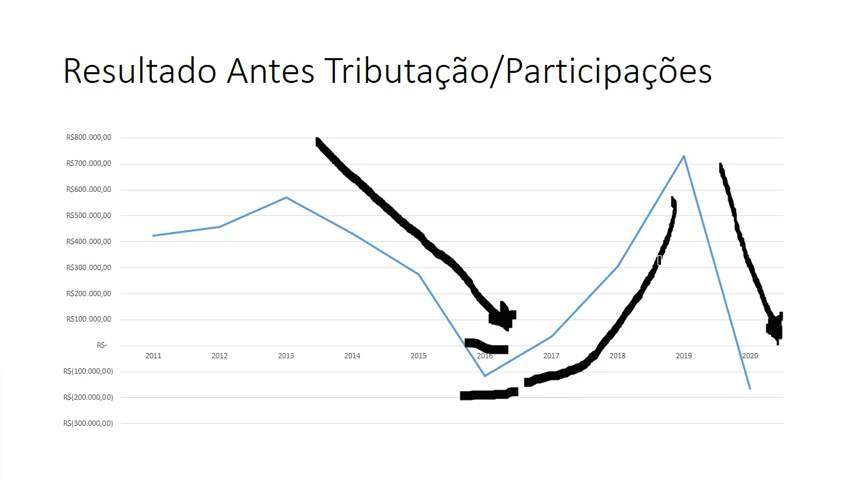 Resultado Antes Tributação/Participações
R$800.000,00
R$700.000,00
R$600.000,00
R$500.000,00
R$400.000,00
R$300.000,00
R$200.000,00
R$100.000,00
R$-
2011 2012 2013 2014 2015 2016 2017 2018 2019 2020
R$(100.000,00)
R$(200.000,00)
R$(300.000,00)